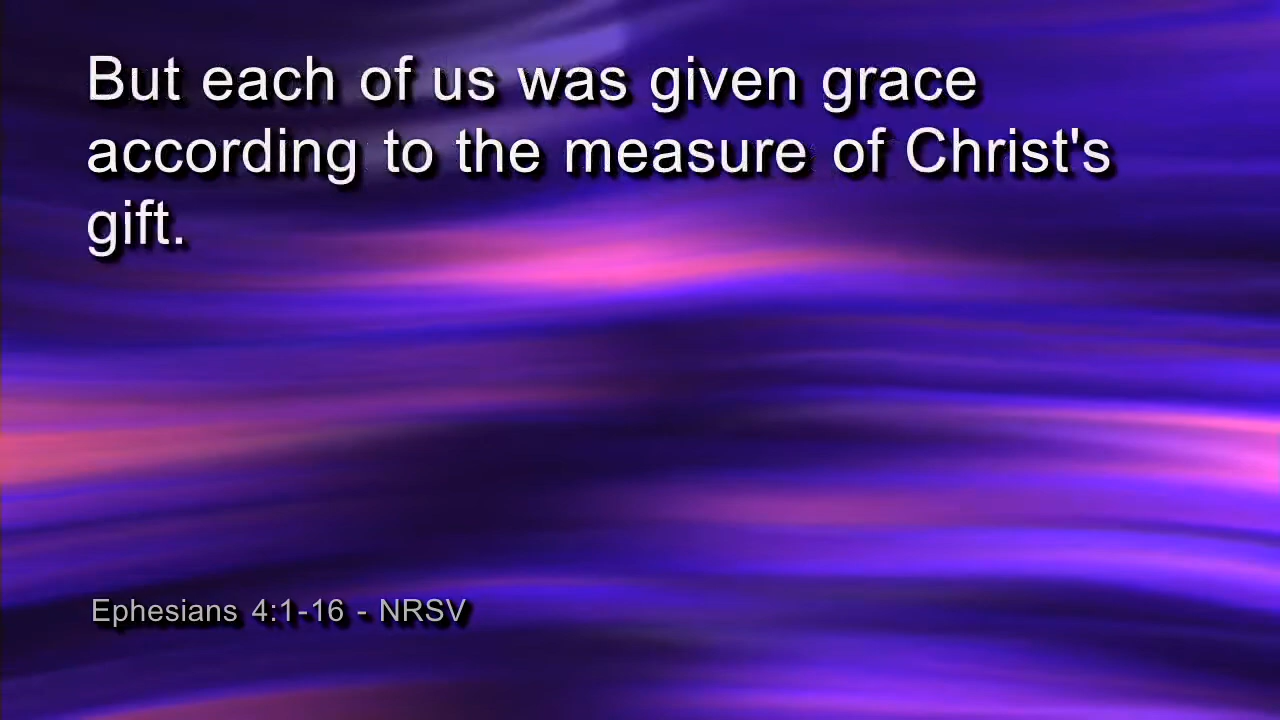 But each of us was given grace
according to the measure of Christ's
gift.
Ephesians 4:1-16 - NRSV